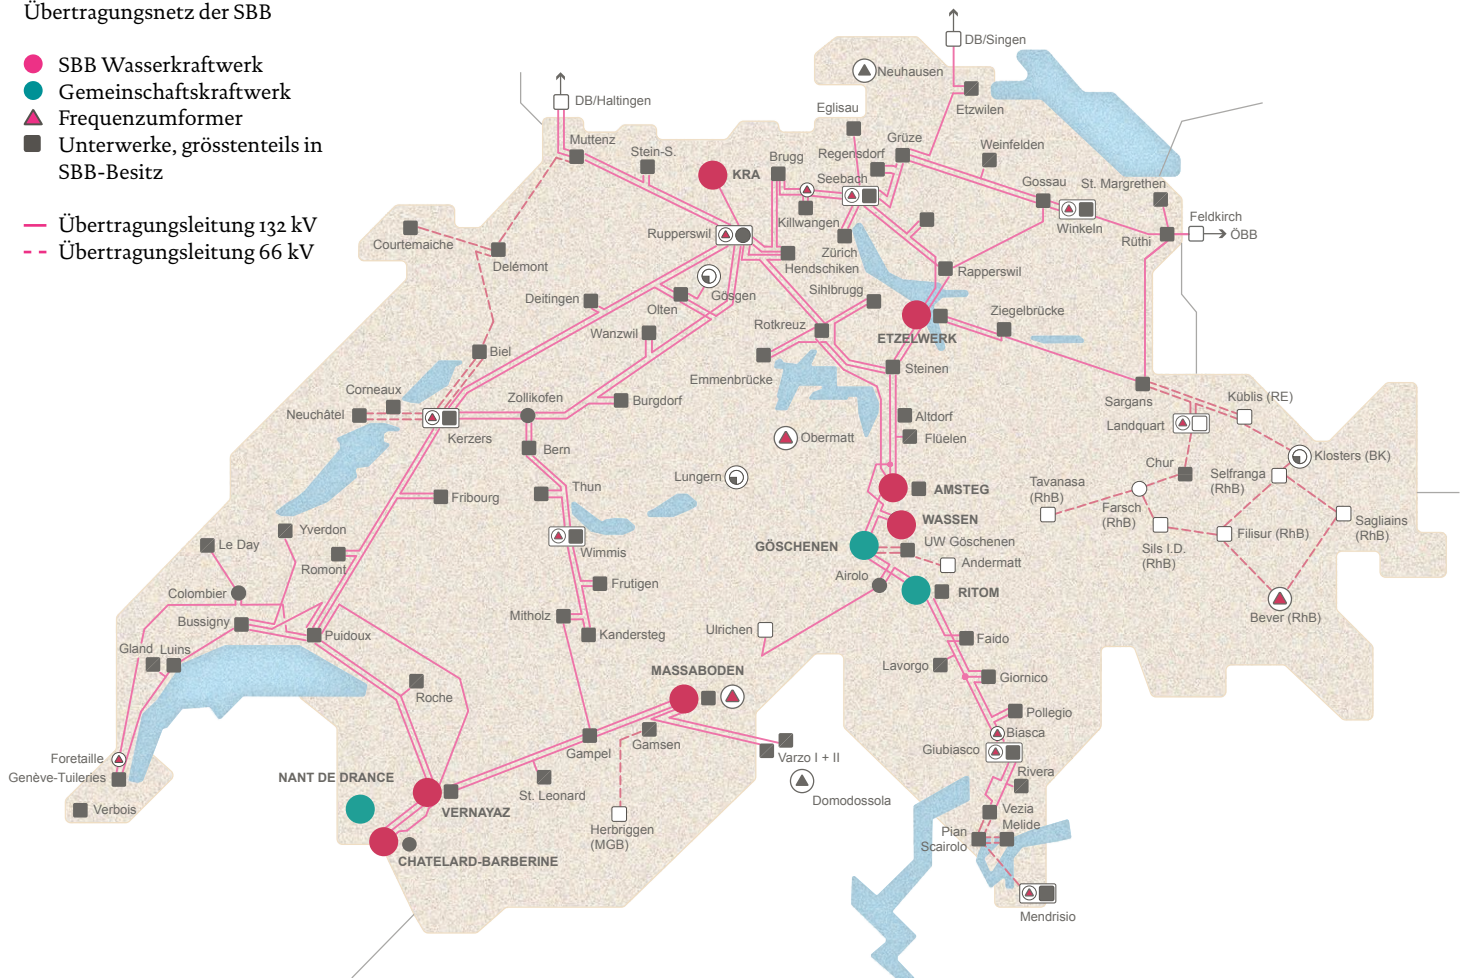 Übertragungsnetz der SBB
SBB Wasserkraftwerk
Gemeinschaftskraftwerk
Frequenzumformer
Unterwerke, grösstenteils in
SBB-Besitz
Übertragungsleitung 132 kV
Übertragungsleitung 66 kV
DB/Singen
Neuhausen
DB/Haltingen
Eglisau
Etzwilen
Muttenz
Stein-S.
Brugg
Regensdorf
Grüze
Weinfelden
KRA
Seebach
Gossau
St. Margrethen
Killwangen
Winkeln
Feldkirch
ÖBB
Rupperswil
Zürich
Rüthi
Courtemaiche
Delémont
Hendschiken
Rapperswil
Gösgen
Sihlbrugg
Deitingen
Olten
Ziegelbrücke
Wanzwil
Rotkreuz
ETZELWERK
Biel
Emmenbrücke
Steinen
Corneaux
Zollikofen
Burgdorf
Sargans
Küblis (RE)
Neuchâtel
Altdorf
Landquart
Kerzers
Obermatt
Flüelen
Bern
Klosters (BK)
Chur
Selfranga
(RhB)
Lungern
Tavanasa
(RhB)
Thun
AMSTEG
Fribourg
Farsch
(RhB)
WASSEN
Sagliains
(RhB)
Yverdon
Le Day
GÖSCHENEN
UW Göschenen
Filisur (RhB)
Sils I.D.
(RhB)
Wimmis
Romont
Andermatt
Airolo
Frutigen
RITOM
Colombier
Mitholz
Bever (RhB)
Bussigny
Puidoux
Kandersteg
Ulrichen
Faido
Gland
Luins
Lavorgo
MASSABODEN
Giornico
Roche
Pollegio
Biasca
Gampel
Gamsen
Giubiasco
Foretaille
Varzo I + II
Genève-Tuileries
NANT DE DRANCE
Rivera
St. Leonard
Domodossola
Verbois
VERNAYAZ
Vezia
Melide
Herbriggen
(MGB)
Pian
Scairolo
CHATELARD-BARBERINE
Mendrisio